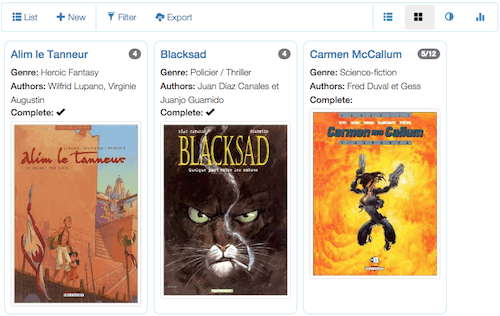 List New Filter Export
Alim le Tanneur 4
Genre: Heroic Fantasy
Authors: Wilfrid Lupano, Virginie
Augustin
Complete: ✔
alim le tanneur
Blacksad 4
Genre: Policier / Thriller
Authors: Juan Díaz Canales et
Juanjo Guarnido
Complete: ✔
DÍAZ CANALES GUARNIDO
BLACKSAD
Quelque part entre les ombres
Carmen McCallum 5/12
Genre: Science-fiction
Authors: Fred Duval et Gess
Complete:
Carmen Mc Callum